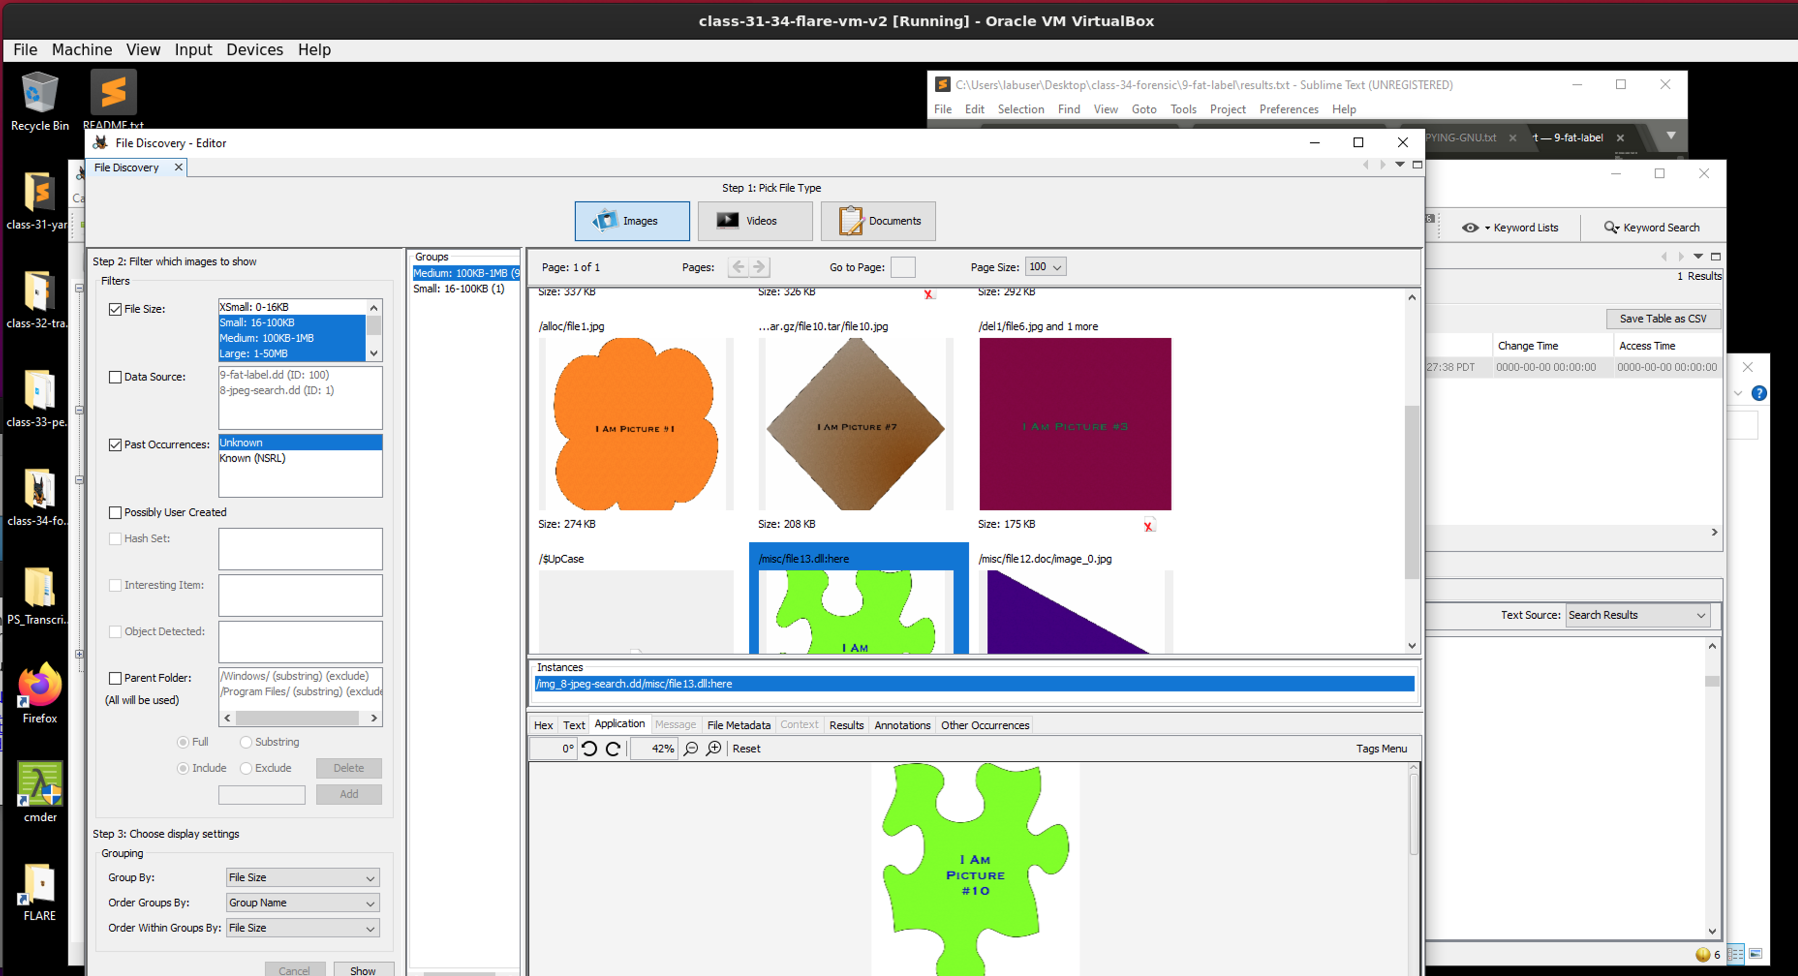 class-31-34-flare-vm-v2 [Running] - Oracle VM VirtualBox
File Machine View Input Devices Help
Recycle Bin
README.txt
class-31-yar
class-32-tra.
class-33-pe.
class-34-fo..
PS_Transcri..
Firefox
cmder
FLARE
C:\Users\labuser\Desktop\class-34-forensic\9-fat-label\results.txt - Sublime Text (UNREGISTERED)
File Edit Selection Find View Goto Tools Project Preferences Help
PYING-GNU.txt
t — 9-fat-label
File Discovery - Editor
File Discovery
Step 1: Pick File Type
Images
Videos
Documents
Step 2: Filter which images to show
Filters
File Size:
XSmall: 0-16KB
Small: 16-100KB
Medium: 100KB-1MB
Large: 1-50MB
Data Source:
9-fat-label.dd (ID: 100)
8-jpeg-search.dd (ID: 1)
Past Occurrences:
Unknown
Known (NSRL)
Possibly User Created
Hash Set:
Interesting Item:
Object Detected:
Parent Folder:
(All will be used)
/Windows/ (substring) (exclude)
/Program Files/ (substring) (exclude
Full
Substring
Include
Exclude
Delete
Add
Step 3: Choose display settings
Grouping
Group By: File Size
Order Groups By: Group Name
Order Within Groups By: File Size
Cancel
Show
Groups
Medium: 100KB-1MB (9
Small: 16-100KB (1)
Page: 1 of 1
Pages:
Go to Page:
Page Size: 100
Size: 337 KB
Size: 326 KB
Size: 292 KB
/alloc/file1.jpg
...ar.gz/file10.tar/file10.jpg
/del1/file6.jpg and 1 more
I Am Picture #1
I Am Picture #7
I Am Picture #3
Size: 274 KB
Size: 208 KB
Size: 175 KB
/$UpCase
/misc/file13.dll:here
/misc/file12.doc/image_0.jpg
I Am
Instances
/img_8-jpeg-search.dd/misc/file13.dll:here
Hex Text Application Message File Metadata Context Results Annotations Other Occurrences
0°
42%
Reset
Tags Menu
I Am
Picture
#10
Keyword Lists
Keyword Search
1 Results
Save Table as CSV
Change Time
Access Time
27:38 PDT
0000-00-00 00:00:00
0000-00-00 00:00:00
Text Source: Search Results
6